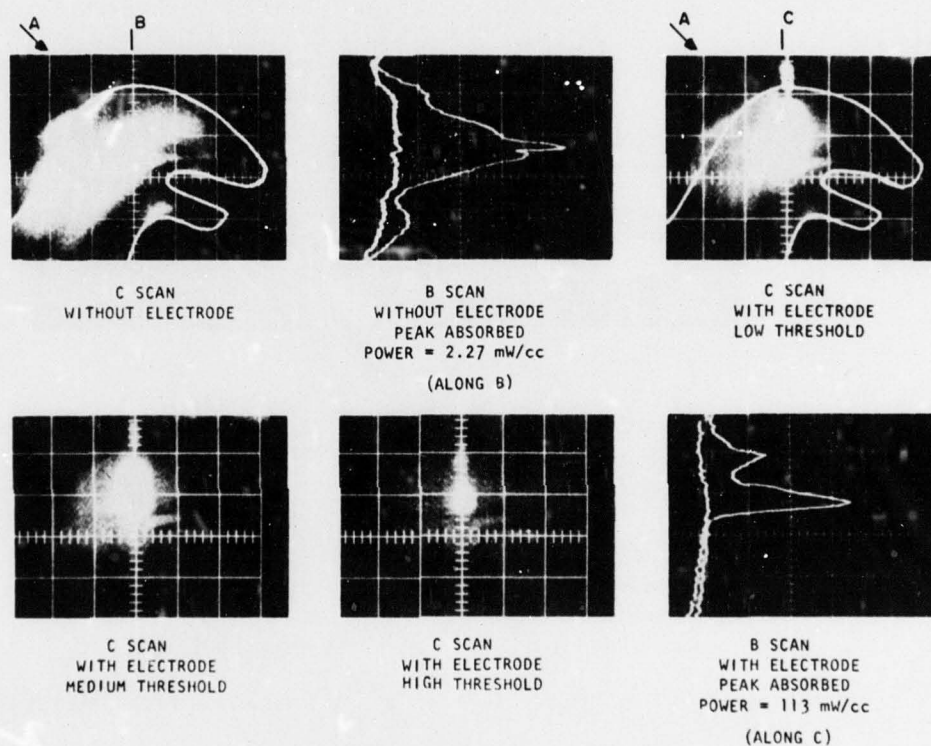 A
B
A
C
C SCAN
WITHOUT ELECTRODE
B SCAN
WITHOUT ELECTRODE
PEAK ABSORBED
POWER = 2.27 mW/cc
(ALONG B)
C SCAN
WITH ELECTRODE
LOW THRESHOLD
C SCAN
WITH ELECTRODE
MEDIUM THRESHOLD
C SCAN
WITH ELECTRODE
HIGH THRESHOLD
B SCAN
WITH ELECTRODE
PEAK ABSORBED
POWER = 113 mW/cc
(ALONG C)